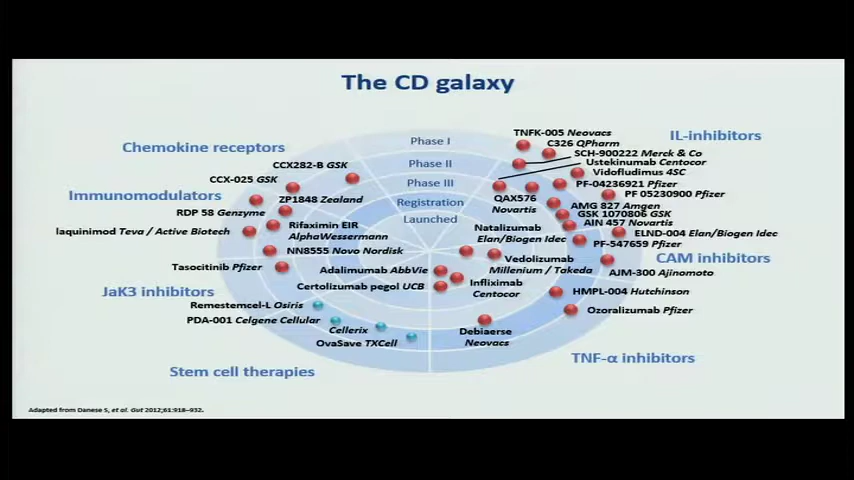 The CD galaxy
Chemokine receptors
Immunomodulators
JaK3 inhibitors
Stem cell therapies
IL-inhibitors
CAM inhibitors
TNF-α inhibitors
Phase I
Phase II
Phase III
Registration
Launched
CCX282-B GSK
CCX-025 GSK
ZP1848 Zealand
RDP 58 Genzyme
Rifaximin EIR
AlphaWessermann
laquinimod Teva / Active Biotech
NN8555 Novo Nordisk
Tasocitinib Pfizer
Adalimumab AbbVie
Certolizumab pegol UCB
Remestemcel-L Osiris
PDA-001 Celgene Cellular
Cellerix
OvaSave TXCell
TNFK-005 Neovacs
C326 QPharm
SCH-900222 Merck & Co
Ustekinumab Centocor
Vidofludimus 4SC
PF-04236921 Pfizer
PF 05230900 Pfizer
QAX576
Novartis
AMG 827 Amgen
GSK 1070806 GSK
AIN 457 Novartis
Natalizumab
Elan/Biogen Idec
ELND-004 Elan/Biogen Idec
PF-547659 Pfizer
Vedolizumab
Millenium / Takeda
AJM-300 Ajinomoto
Infliximab
Centocor
HMPL-004 Hutchinson
Ozoralizumab Pfizer
Debiaerse
Neovacs
Adapted from Danese S, et al. Gut 2012;61:918–932.